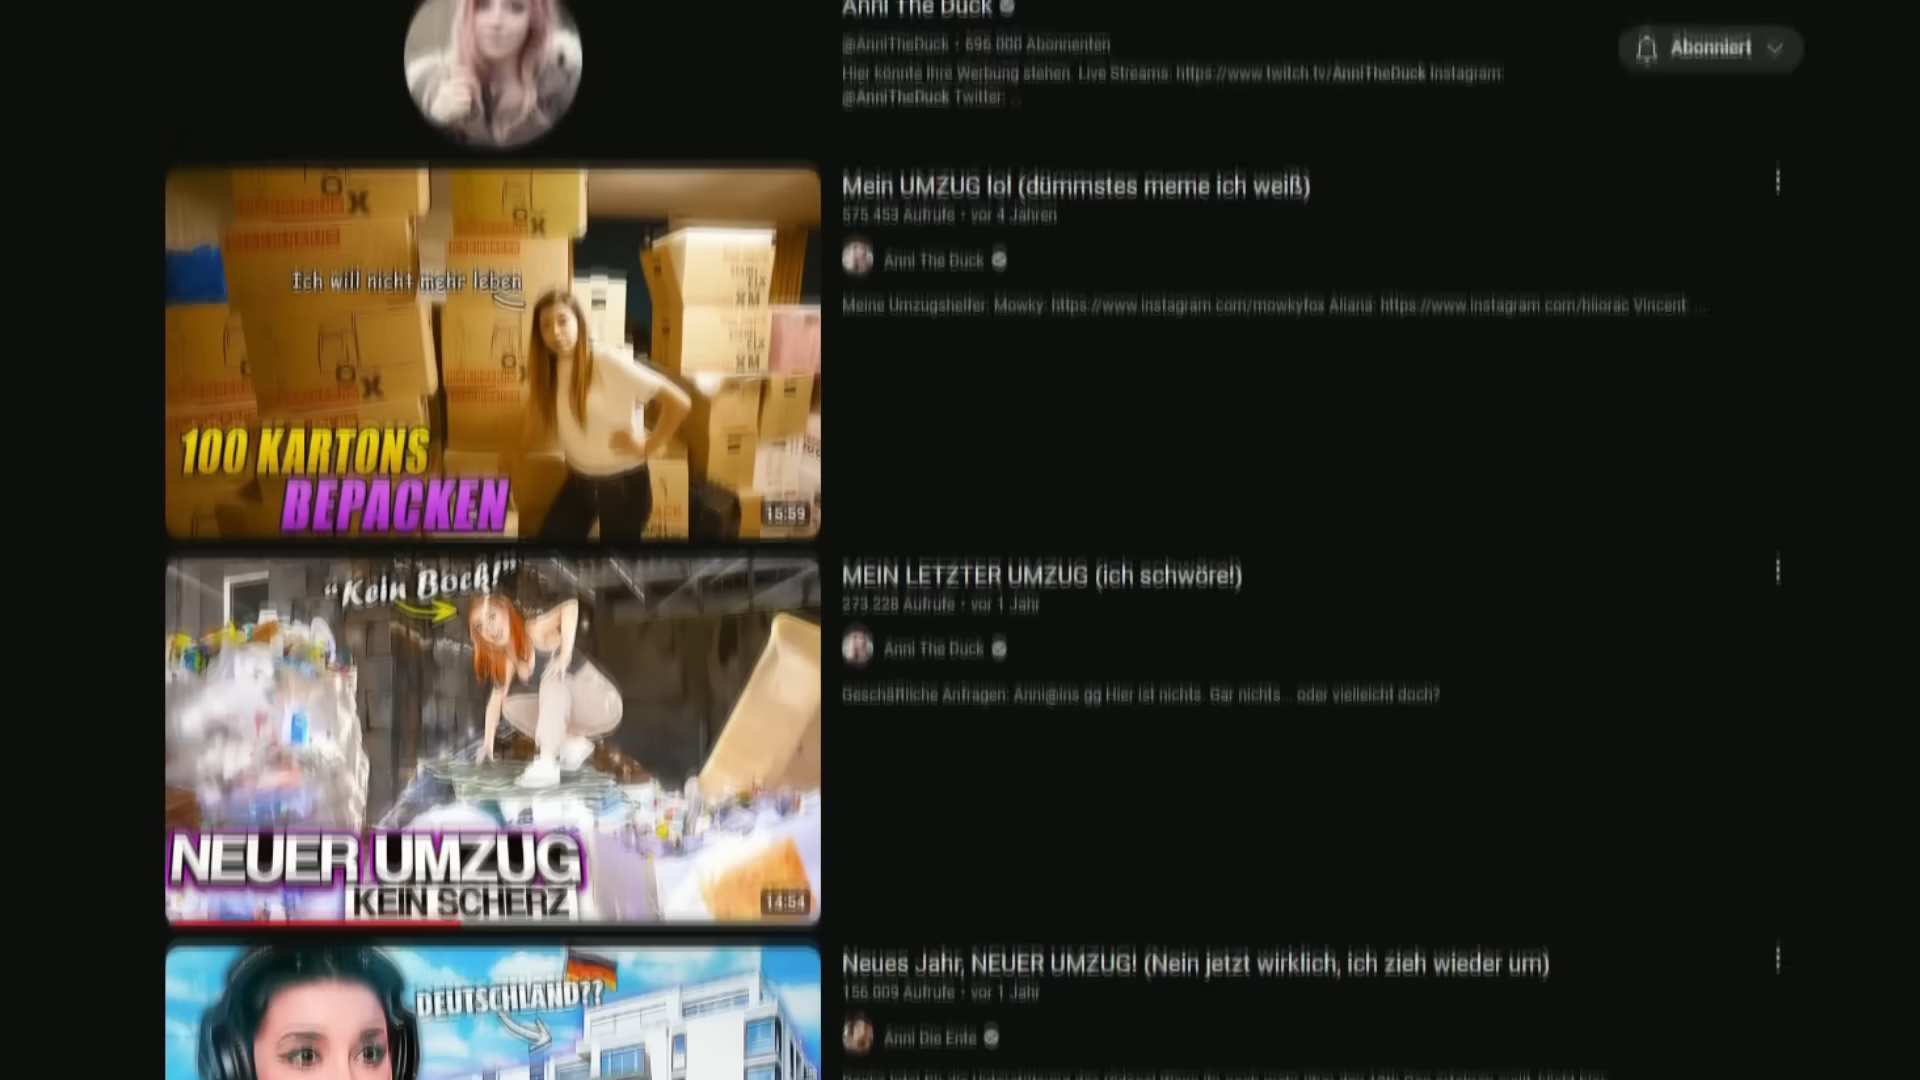 Anni The Duck
@AnniTheDuck • 696.000 Abonnenten
Abonniert
Hier könnte Ihre Werbung stehen. Live Streams: https://www.twitch.tv/AnniTheDuck Instagram:
@AnniTheDuck Twitter: ...
Mein UMZUG lol (dümmstes meme ich weiß)
575.453 Aufrufe • vor 4 Jahren
Anni The Duck
Meine Umzugshelfer: Mowky: https://www.instagram.com/mowkyfox Aliana: https://www.instagram.com/hilorac Vincent: ...
Ich will nicht mehr leben
100 KARTONS
BEPACKEN
15:59
MEIN LETZTER UMZUG (ich schwöre!)
273.228 Aufrufe • vor 1 Jahr
Anni The Duck
Geschäftliche Anfragen: Anni@ins.gg Hier ist nichts. Gar nichts... oder vielleicht doch?
"Kein Bock!"
NEUER UMZUG
KEIN SCHERZ
14:54
Neues Jahr, NEUER UMZUG! (Nein jetzt wirklich, ich zieh wieder um)
156.009 Aufrufe • vor 1 Jahr
Anni Die Ente
DEUTSCHLAND??